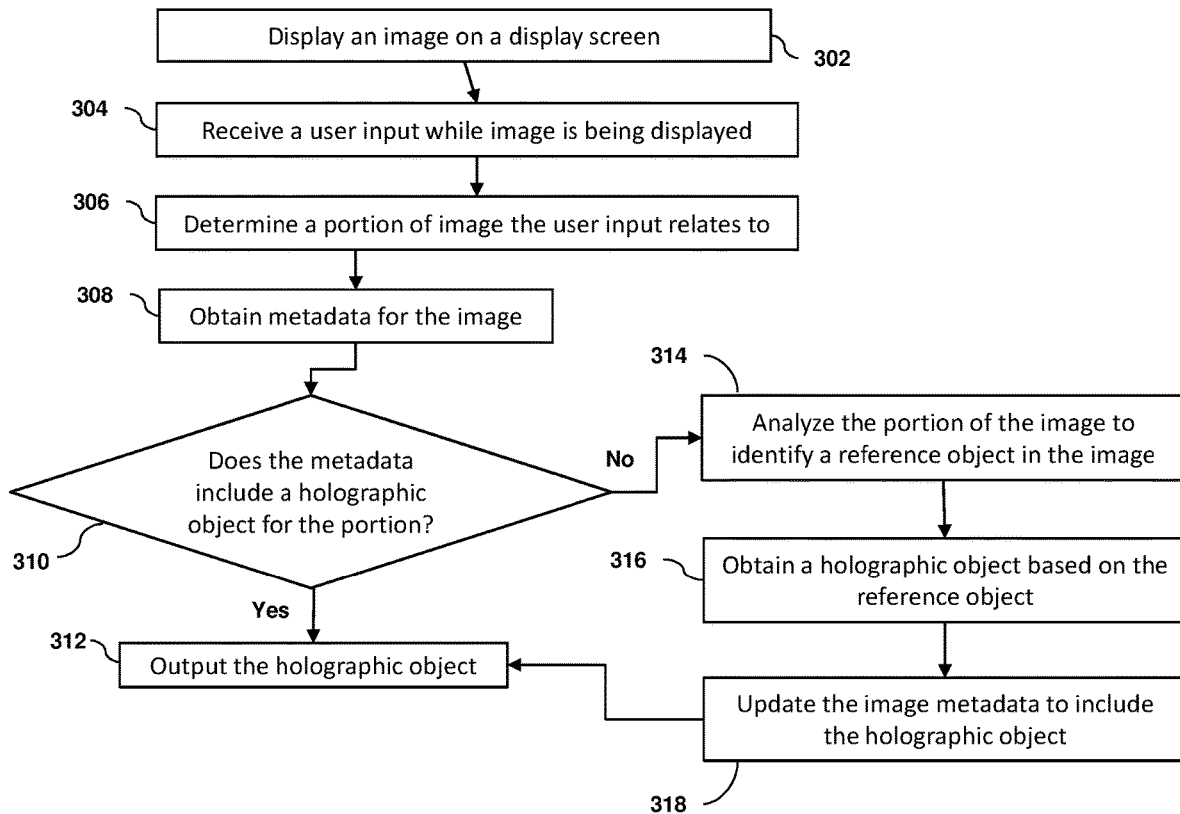 Display an image on a display screen
302
304
Receive a user input while image is being displayed
306
Determine a portion of image the user input relates to
308
Obtain metadata for the image
Does the metadata
include a holographic
object for the portion?
310
No
Yes
312
Output the holographic object
314
Analyze the portion of the image to
identify a reference object in the image
316
Obtain a holographic object based on the
reference object
Update the image metadata to include
the holographic object
318